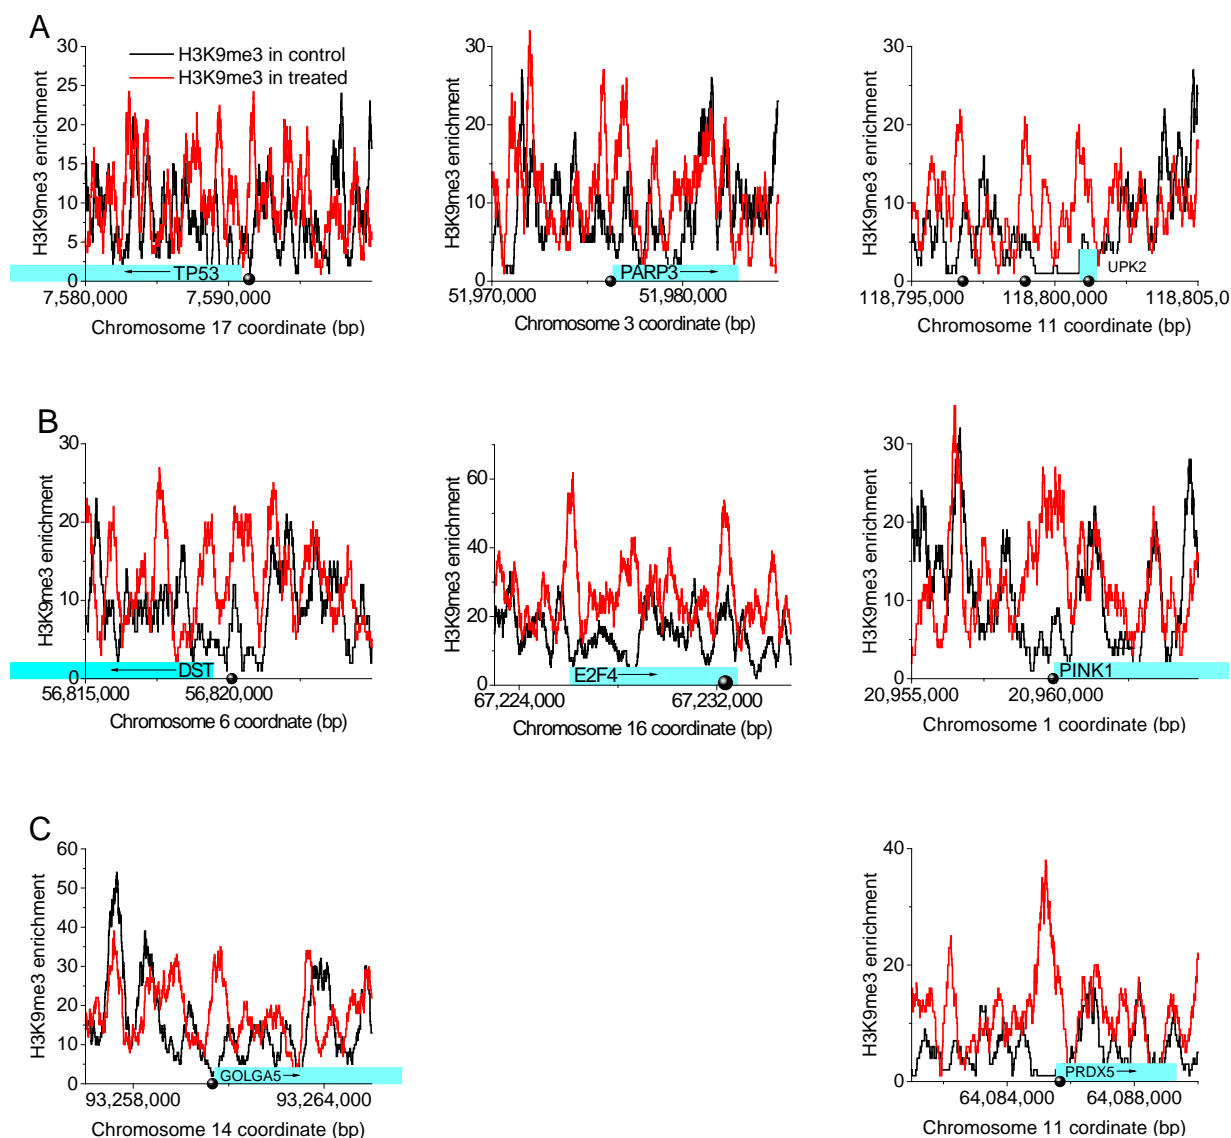 A
H3K9me3 in control
H3K9me3 in treated
H3K9me3 enrichment
30
25
20
15
10
5
0
← TP53
7,580,000 7,590,000
Chromosome 17 coordinate (bp)
H3K9me3 enrichment
30
20
10
0
PARP3 →
51,970,000 51,980,000
Chromosome 3 coordinate (bp)
H3K9me3 enrichment
30
20
10
0
UPK2
118,795,000 118,800,000 118,805,0
Chromosome 11 coordinate (bp)
B
H3K9me3 enrichment
30
20
10
0
← DST
56,815,000 56,820,000
Chromosome 6 coordnate (bp)
H3K9me3 enrichment
60
40
20
0
E2F4 →
67,224,000 67,232,000
Chromosome 16 coordinate (bp)
H3K9me3 enrichment
30
20
10
0
PINK1
20,955,000 20,960,000
Chromosome 1 coordinate (bp)
C
H3K9me3 enrichment
60
50
40
30
20
10
0
GOLGA5 →
93,258,000 93,264,000
Chromosome 14 coordinate (bp)
H3K9me3 enrichment
40
20
0
PRDX5 →
64,084,000 64,088,000
Chromosome 11 coordinate (bp)